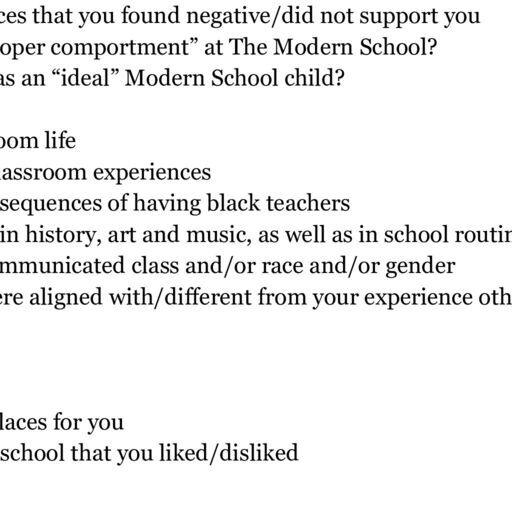 ces that you found negative/did not support you
oper comportment” at The Modern School?
as an “ideal” Modern School child?
oom life
lassroom experiences
sequences of having black teachers
in history, art and music, as well as in school routin
mmunicated class and/or race and/or gender
ere aligned with/different from your experience oth
laces for you
school that you liked/disliked